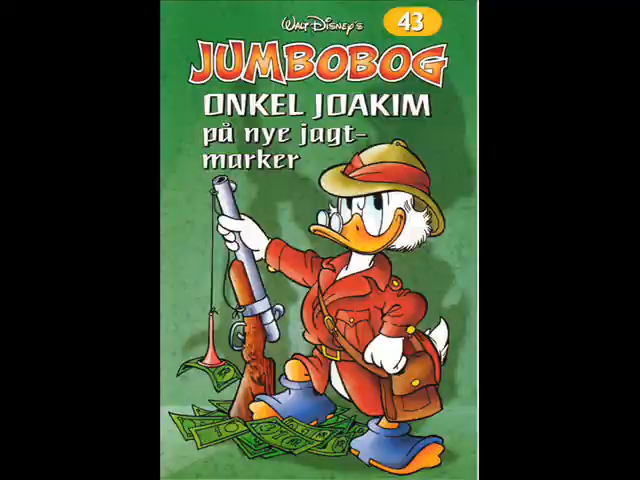 WALT DISNEY'S
43
JUMBOBOG
ONKEL JOAKIM
på nye jagt-
marker